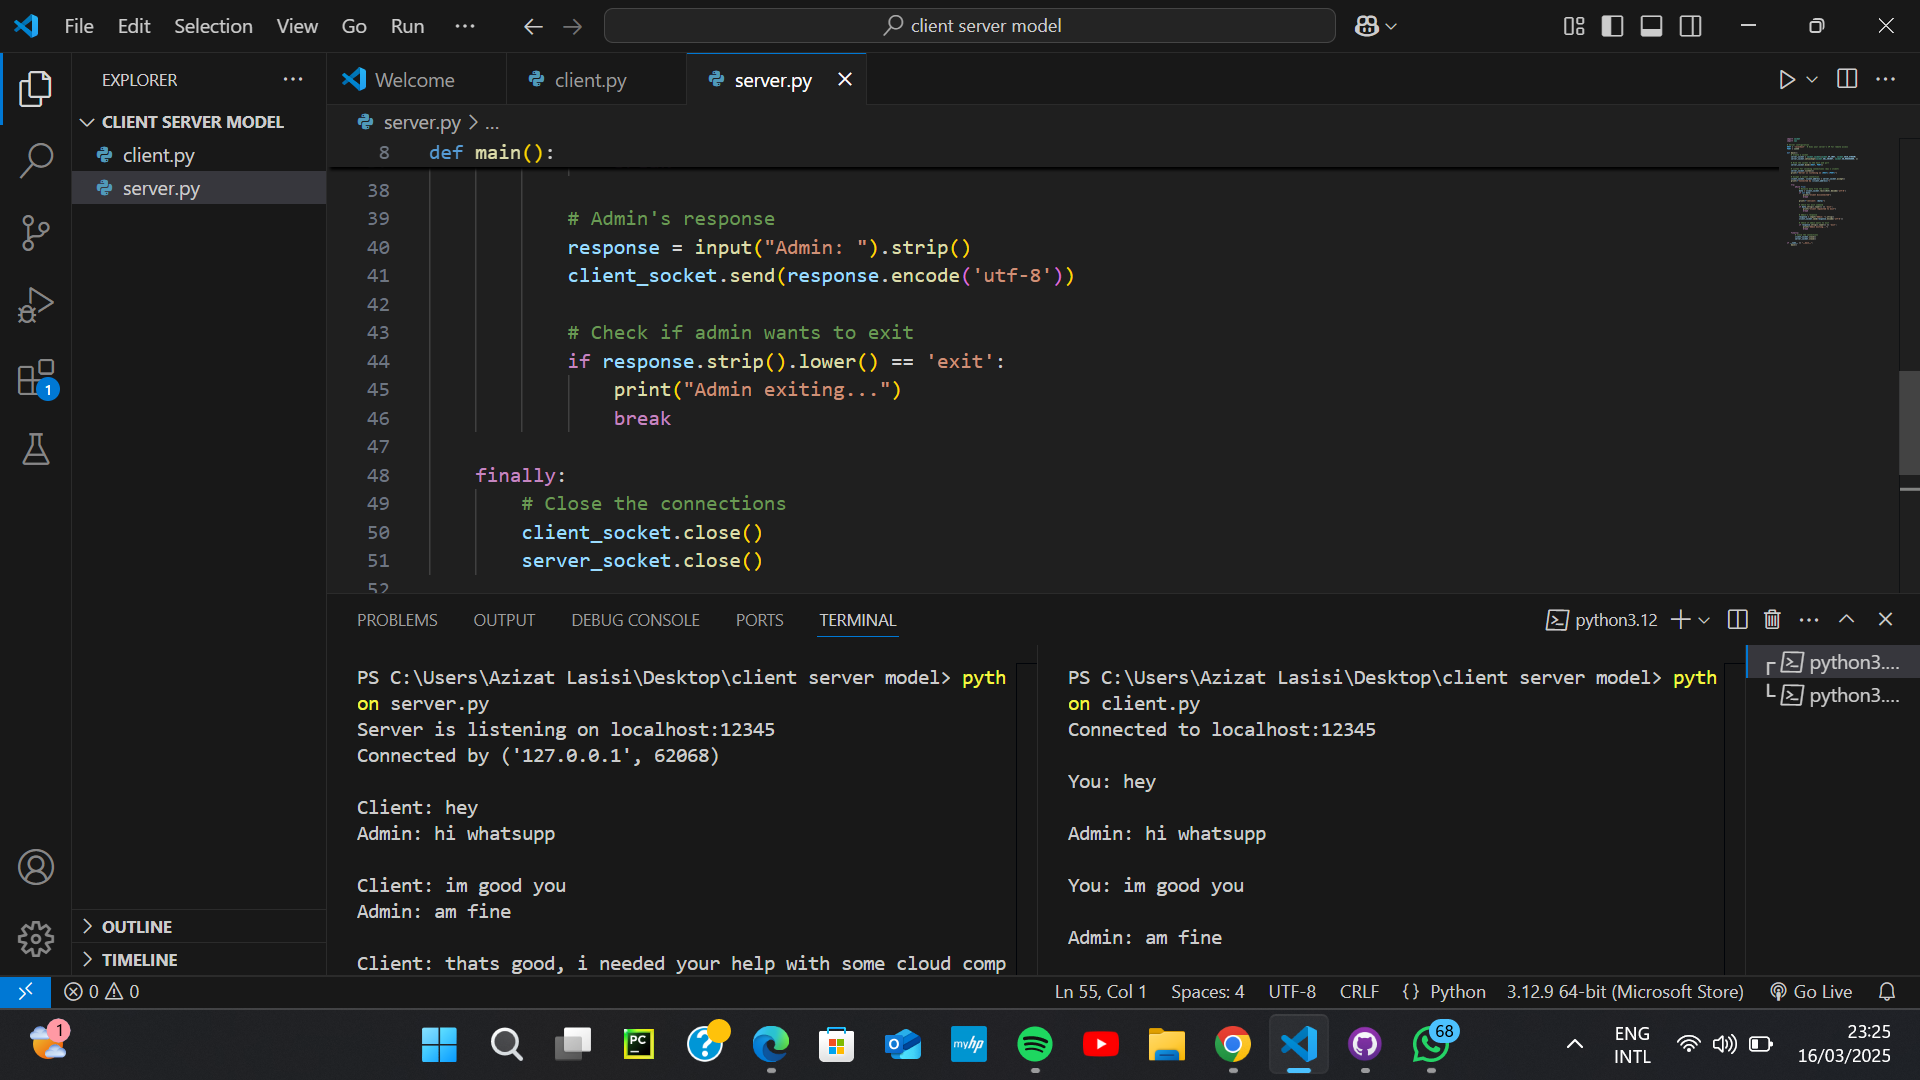 File Edit Selection View Go Run ··· client server model
EXPLORER ···
Welcome client.py server.py
CLIENT SERVER MODEL
client.py
server.py
server.py > ...
8 def main():
38
39 # Admin's response
40 response = input("Admin: ").strip()
41 client_socket.send(response.encode('utf-8'))
42
43 # Check if admin wants to exit
44 if response.strip().lower() == 'exit':
45 print("Admin exiting...")
46 break
47
48 finally:
49 # Close the connections
50 client_socket.close()
51 server_socket.close()
52
1
OUTLINE
TIMELINE
PROBLEMS OUTPUT DEBUG CONSOLE PORTS TERMINAL python3.12
PS C:\Users\Azizat Lasisi\Desktop\client server model> pyth
on server.py
Server is listening on localhost:12345
Connected by ('127.0.0.1', 62068)
Client: hey
Admin: hi whatsupp
Client: im good you
Admin: am fine
Client: thats good, i needed your help with some cloud comp
PS C:\Users\Azizat Lasisi\Desktop\client server model> pyth
on client.py
Connected to localhost:12345
You: hey
Admin: hi whatsupp
You: im good you
Admin: am fine
python3....
python3....
0 0 Ln 55, Col 1 Spaces: 4 UTF-8 CRLF {} Python 3.12.9 64-bit (Microsoft Store) Go Live
1 PC ? myhp 68
ENG
INTL
23:25
16/03/2025